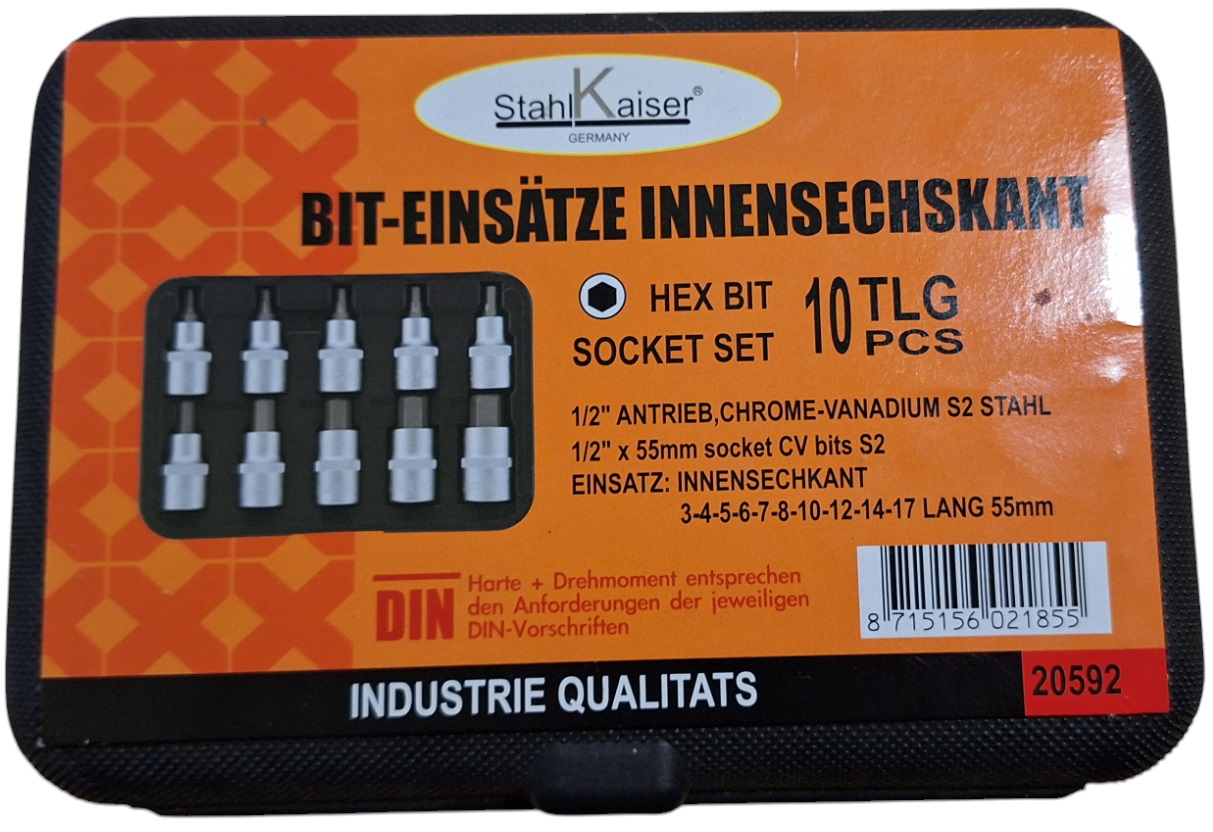 StahlKaiser®
GERMANY
BIT-EINSÄTZE INNENSECHSKANT
HEX BIT
SOCKET SET
10 TLG
PCS
1/2" ANTRIEB,CHROME-VANADIUM S2 STAHL
1/2" x 55mm socket CV bits S2
EINSATZ: INNENSECHKANT
3-4-5-6-7-8-10-12-14-17 LANG 55mm
DIN
Harte + Drehmoment entsprechen
den Anforderungen der jeweiligen
DIN-Vorschriften
8 715156 021855
INDUSTRIE QUALITATS
20592